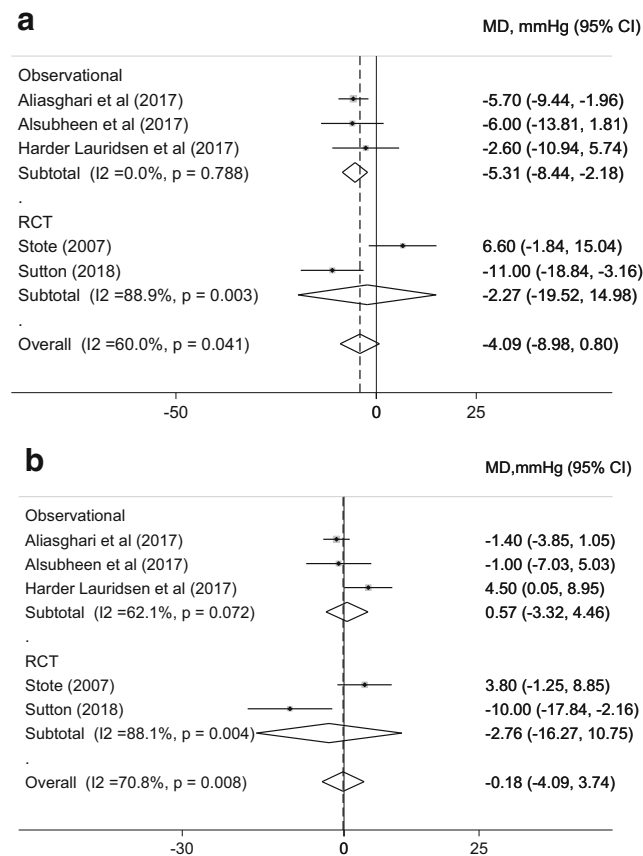 a
MD, mmHg (95% CI)
Observational
Aliasghari et al (2017) -5.70 (-9.44, -1.96)
Alsubheen et al (2017) -6.00 (-13.81, 1.81)
Harder Lauridsen et al (2017) -2.60 (-10.94, 5.74)
Subtotal (I2 =0.0%, p = 0.788) -5.31 (-8.44, -2.18)
.
RCT
Stote (2007) 6.60 (-1.84, 15.04)
Sutton (2018) -11.00 (-18.84, -3.16)
Subtotal (I2 =88.9%, p = 0.003) -2.27 (-19.52, 14.98)
.
Overall (I2 =60.0%, p = 0.041) -4.09 (-8.98, 0.80)
-50 0 25
b
MD,mmHg (95% CI)
Observational
Aliasghari et al (2017) -1.40 (-3.85, 1.05)
Alsubheen et al (2017) -1.00 (-7.03, 5.03)
Harder Lauridsen et al (2017) 4.50 (0.05, 8.95)
Subtotal (I2 =62.1%, p = 0.072) 0.57 (-3.32, 4.46)
.
RCT
Stote (2007) 3.80 (-1.25, 8.85)
Sutton (2018) -10.00 (-17.84, -2.16)
Subtotal (I2 =88.1%, p = 0.004) -2.76 (-16.27, 10.75)
.
Overall (I2 =70.8%, p = 0.008) -0.18 (-4.09, 3.74)
-30 0 25